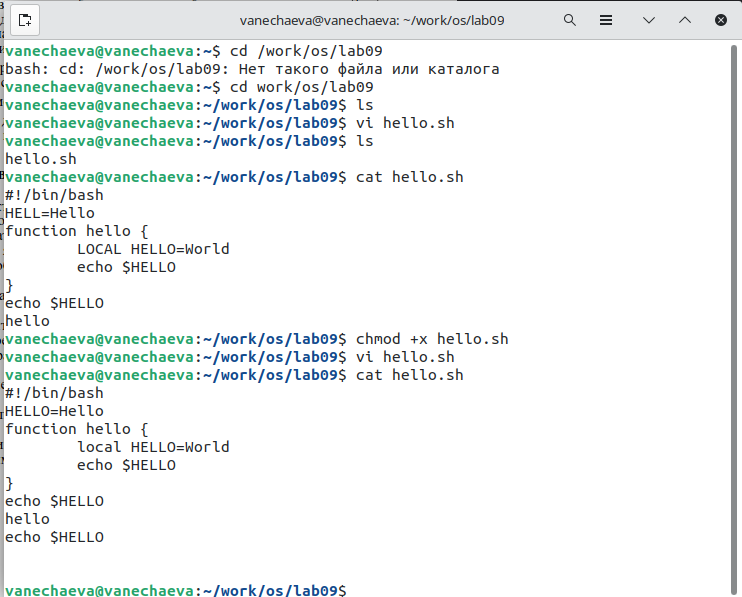 vanechaeva@vanechaeva: ~/work/os/lab09
vanechaeva@vanechaeva:~$ cd /work/os/lab09
bash: cd: /work/os/lab09: Нет такого файла или каталога
vanechaeva@vanechaeva:~$ cd work/os/lab09
vanechaeva@vanechaeva:~/work/os/lab09$ ls
vanechaeva@vanechaeva:~/work/os/lab09$ vi hello.sh
vanechaeva@vanechaeva:~/work/os/lab09$ ls
hello.sh
vanechaeva@vanechaeva:~/work/os/lab09$ cat hello.sh
#!/bin/bash
HELL=Hello
function hello {
        LOCAL HELLO=World
        echo $HELLO
}
echo $HELLO
hello
vanechaeva@vanechaeva:~/work/os/lab09$ chmod +x hello.sh
vanechaeva@vanechaeva:~/work/os/lab09$ vi hello.sh
vanechaeva@vanechaeva:~/work/os/lab09$ cat hello.sh
#!/bin/bash
HELLO=Hello
function hello {
        local HELLO=World
        echo $HELLO
}
echo $HELLO
hello
echo $HELLO
vanechaeva@vanechaeva:~/work/os/lab09$